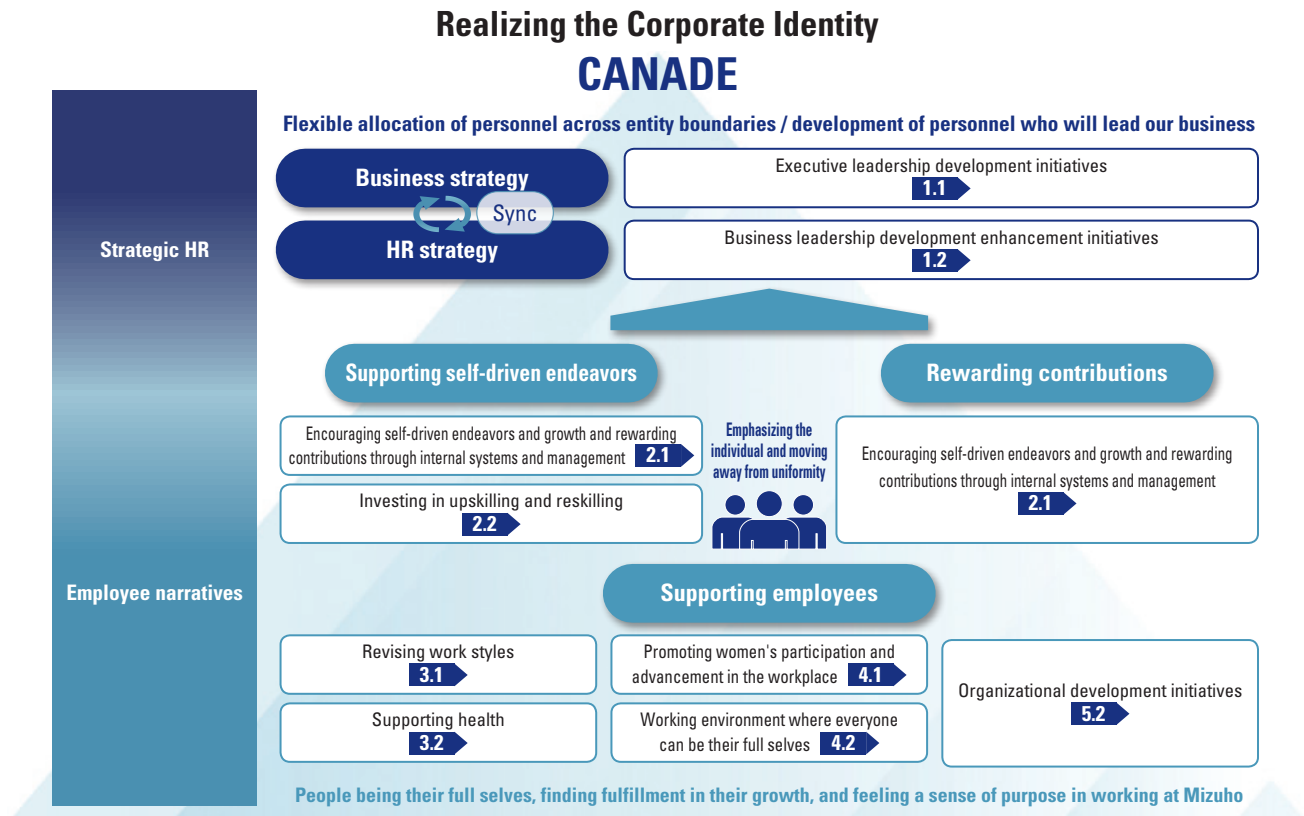 Realizing the Corporate Identity
CANADE
Flexible allocation of personnel across entity boundaries / development of personnel who will lead our business
Strategic HR
Business strategy
Sync
HR strategy
Executive leadership development initiatives
1.1
Business leadership development enhancement initiatives
1.2
Supporting self-driven endeavors
Encouraging self-driven endeavors and growth and rewarding
contributions through internal systems and management 2.1
Investing in upskilling and reskilling
2.2
Emphasizing the
individual and moving
away from uniformity
Rewarding contributions
Encouraging self-driven endeavors and growth and rewarding
contributions through internal systems and management
2.1
Employee narratives
Supporting employees
Revising work styles
3.1
Supporting health
3.2
Promoting women's participation and
advancement in the workplace 4.1
Working environment where everyone
can be their full selves 4.2
Organizational development initiatives
5.2
People being their full selves, finding fulfillment in their growth, and feeling a sense of purpose in working at Mizuho